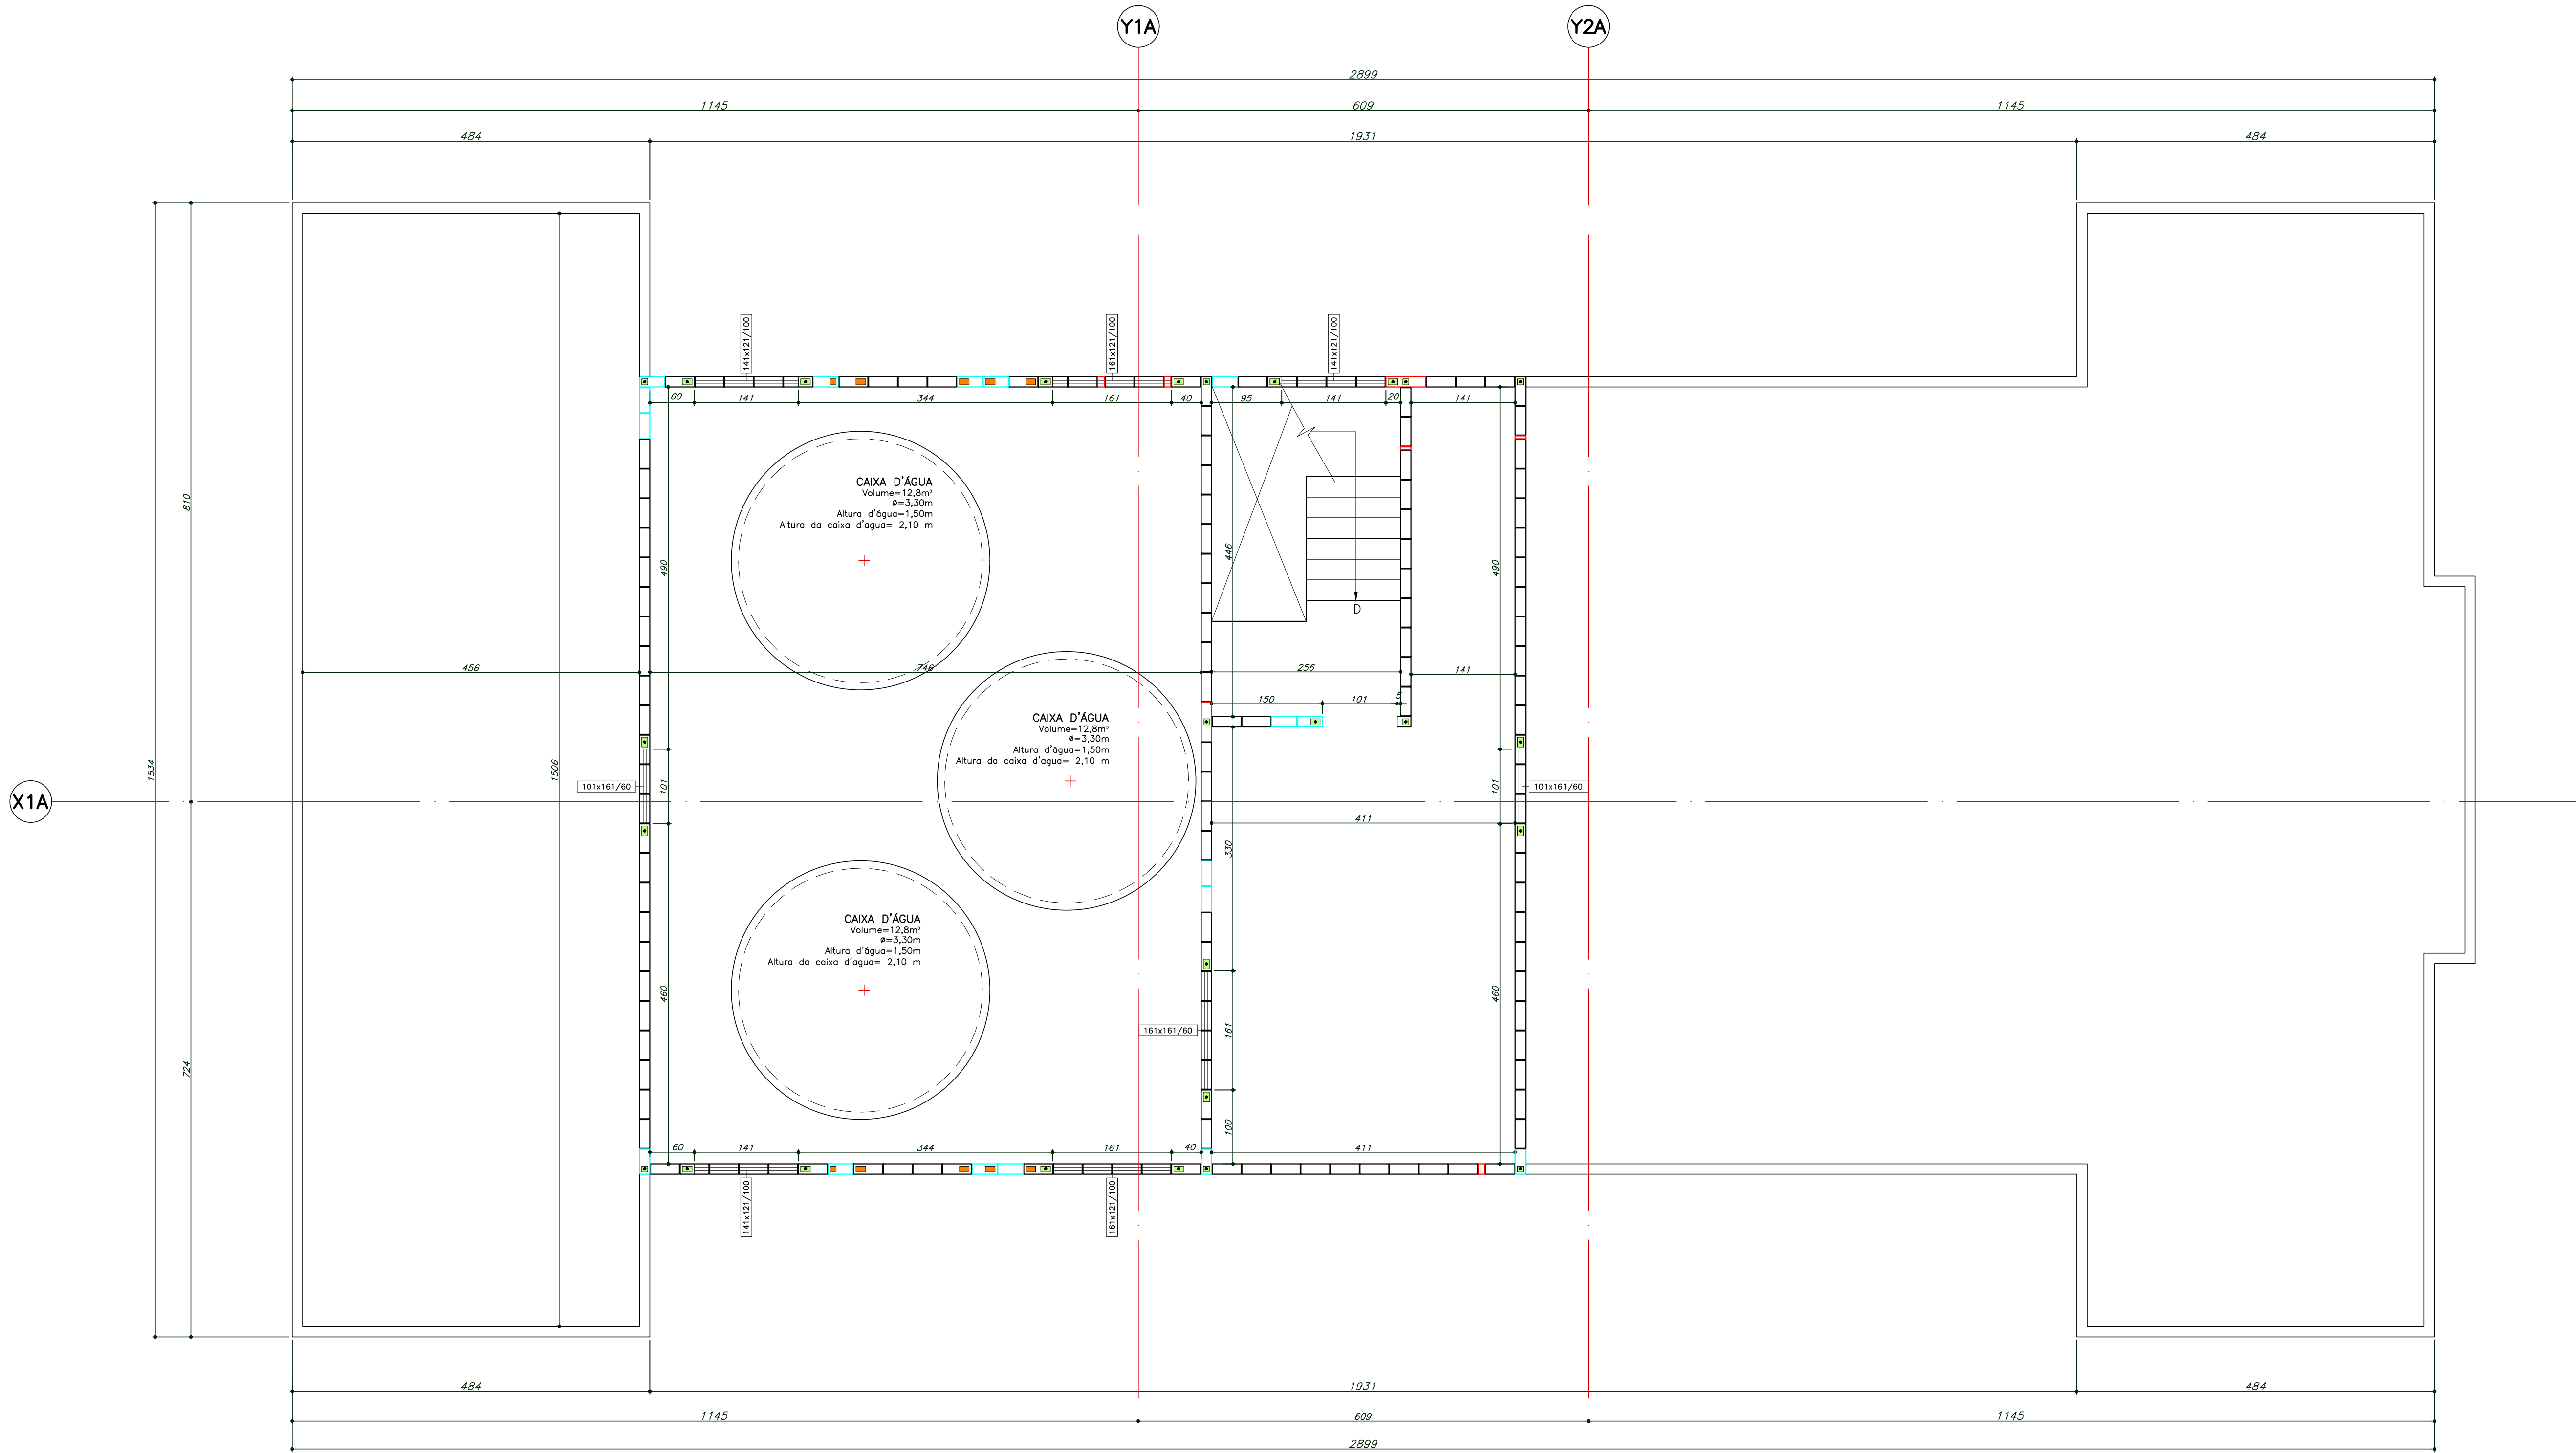 Y1A
Y2A
2899
1145
609
1145
484
1931
484
141x121/100
161x121/100
141x121/100
60
141
344
161
40
95
141
20
141
CAIXA D'ÁGUA
Volume=12,8m³
ø=3,30m
Altura d'água=1,50m
Altura da caixa d'agua= 2,10 m
810
490
446
490
D
456
746
256
141
150
101
5
CAIXA D'ÁGUA
Volume=12,8m³
ø=3,30m
Altura d'água=1,50m
Altura da caixa d'agua= 2,10 m
1534
1506
101x161/60
101
101
101x161/60
X1A
411
330
CAIXA D'ÁGUA
Volume=12,8m³
ø=3,30m
Altura d'água=1,50m
Altura da caixa d'agua= 2,10 m
460
460
161x161/60
161
724
100
60
141
344
161
40
411
141x121/100
161x121/100
484
1931
484
1145
609
1145
2899